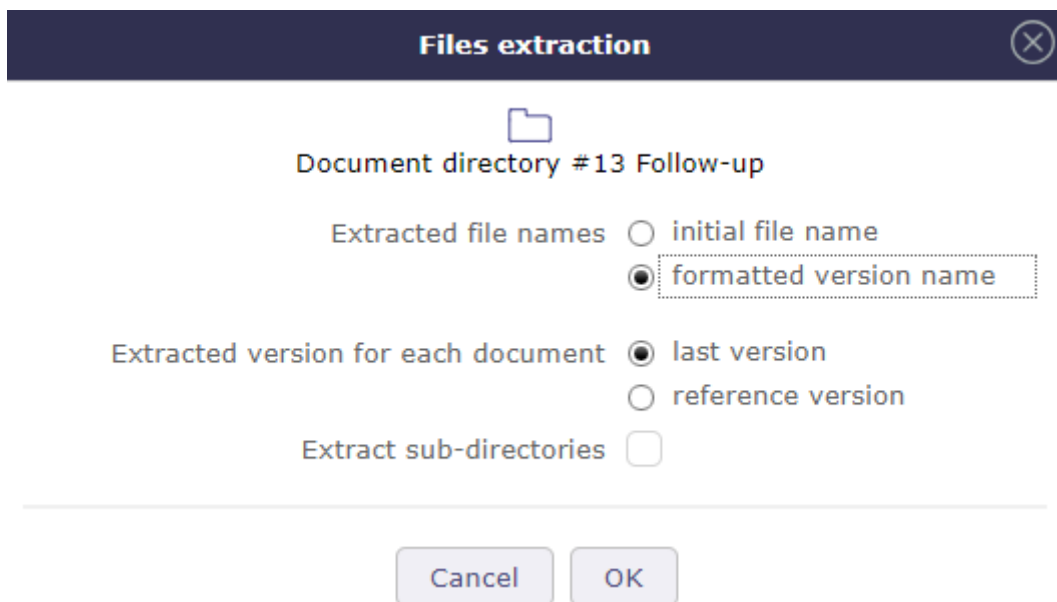 Files extraction
Document directory #13 Follow-up
Extracted file names initial file name
formatted version name
Extracted version for each document last version
reference version
Extract sub-directories
Cancel OK